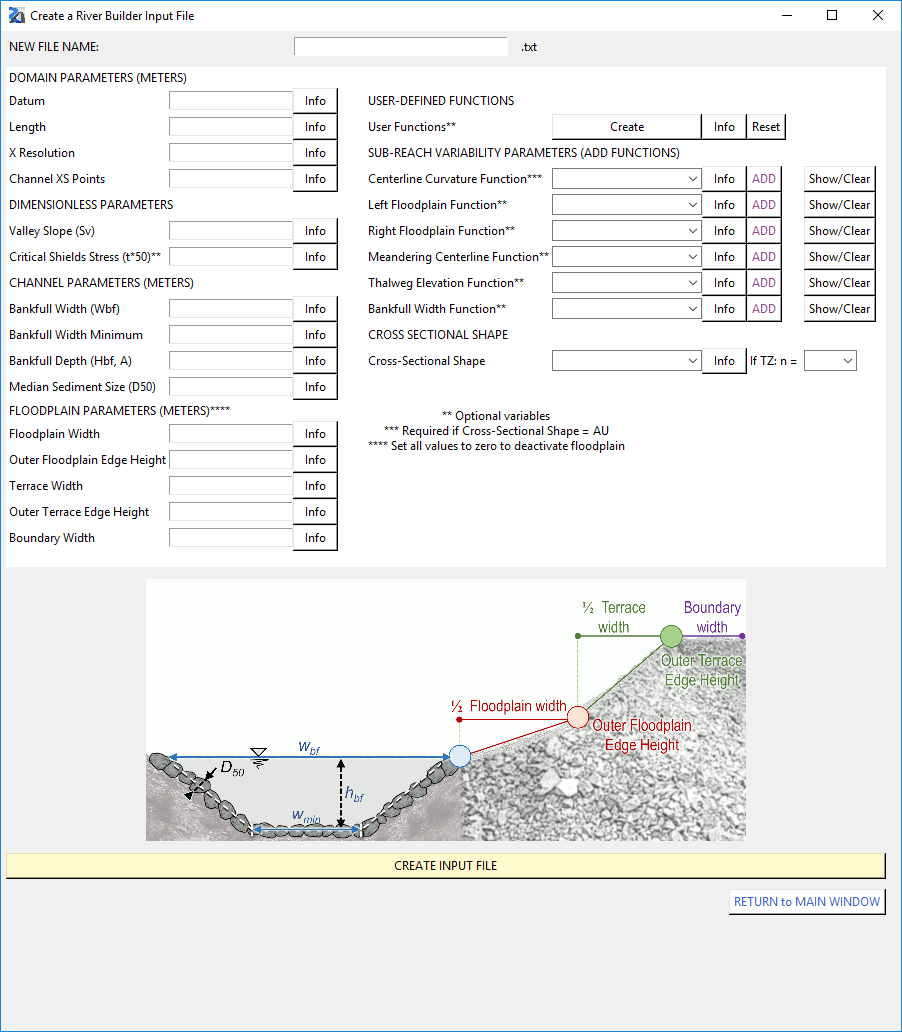 Create a River Builder Input File
NEW FILE NAME: .txt
DOMAIN PARAMETERS (METERS)
Datum Info
Length Info
X Resolution Info
Channel XS Points Info
DIMENSIONLESS PARAMETERS
Valley Slope (Sv) Info
Critical Shields Stress (t*50)** Info
CHANNEL PARAMETERS (METERS)
Bankfull Width (Wbf) Info
Bankfull Width Minimum Info
Bankfull Depth (Hbf, A) Info
Median Sediment Size (D50) Info
FLOODPLAIN PARAMETERS (METERS)****
Floodplain Width Info
Outer Floodplain Edge Height Info
Terrace Width Info
Outer Terrace Edge Height Info
Boundary Width Info
USER-DEFINED FUNCTIONS
User Functions** Create Info Reset
SUB-REACH VARIABILITY PARAMETERS (ADD FUNCTIONS)
Centerline Curvature Function*** Info ADD Show/Clear
Left Floodplain Function** Info ADD Show/Clear
Right Floodplain Function** Info ADD Show/Clear
Meandering Centerline Function** Info ADD Show/Clear
Thalweg Elevation Function** Info ADD Show/Clear
Bankfull Width Function** Info ADD Show/Clear
CROSS SECTIONAL SHAPE
Cross-Sectional Shape Info If TZ: n =
** Optional variables
*** Required if Cross-Sectional Shape = AU
**** Set all values to zero to deactivate floodplain
½ Terrace
width
Boundary
width
Outer Terrace
Edge Height
½ Floodplain width
Outer Floodplain
Edge Height
wbf
D50
hbf
wmin
CREATE INPUT FILE
RETURN to MAIN WINDOW